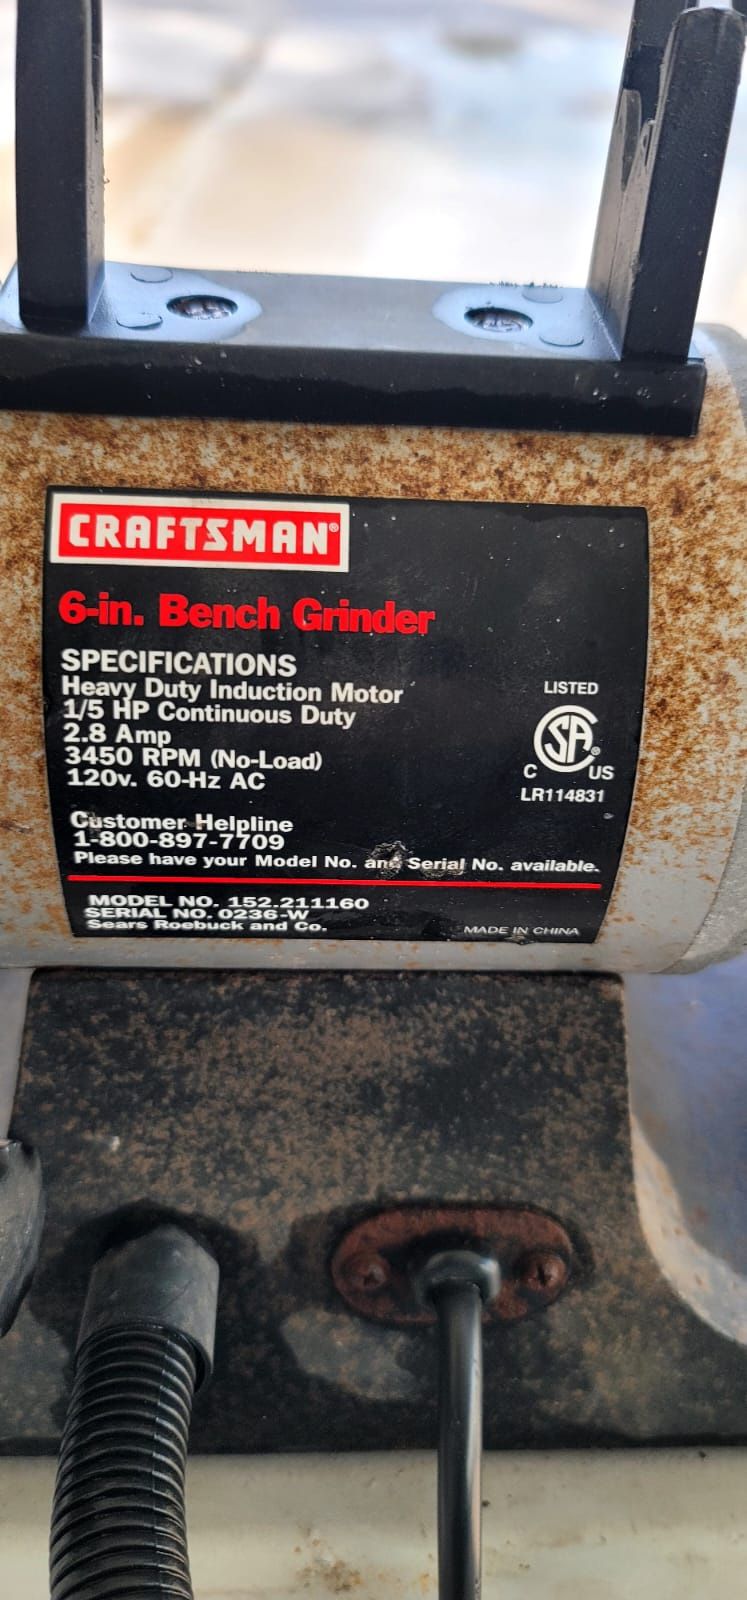 CRAFTSMAN®
6-in. Bench Grinder
SPECIFICATIONS
Heavy Duty Induction Motor
1/5 HP Continuous Duty
2.8 Amp
3450 RPM (No-Load)
120v. 60-Hz AC
LISTED
SA®
C US
LR114831
Customer Helpline
1-800-897-7709
Please have your Model No. and Serial No. available.
MODEL NO. 152.211160
SERIAL NO. 0236-W
Sears Roebuck and Co.
MADE IN CHINA